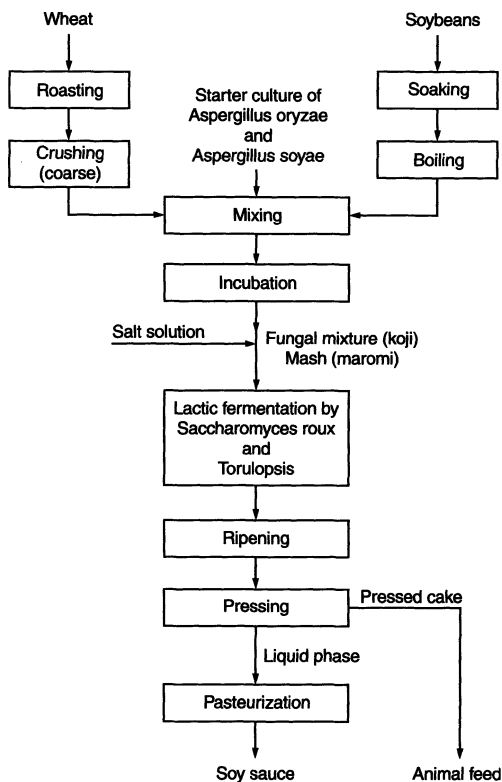 Wheat
Soybeans
Roasting
Soaking
Starter culture of
Aspergillus oryzae
and
Aspergillus soyae
Crushing
(coarse)
Boiling
Mixing
Incubation
Salt solution
Fungal mixture (koji)
Mash (maromi)
Lactic fermentation by
Saccharomyces roux
and
Torulopsis
Ripening
Pressing
Pressed cake
Liquid phase
Pasteurization
Soy sauce
Animal feed